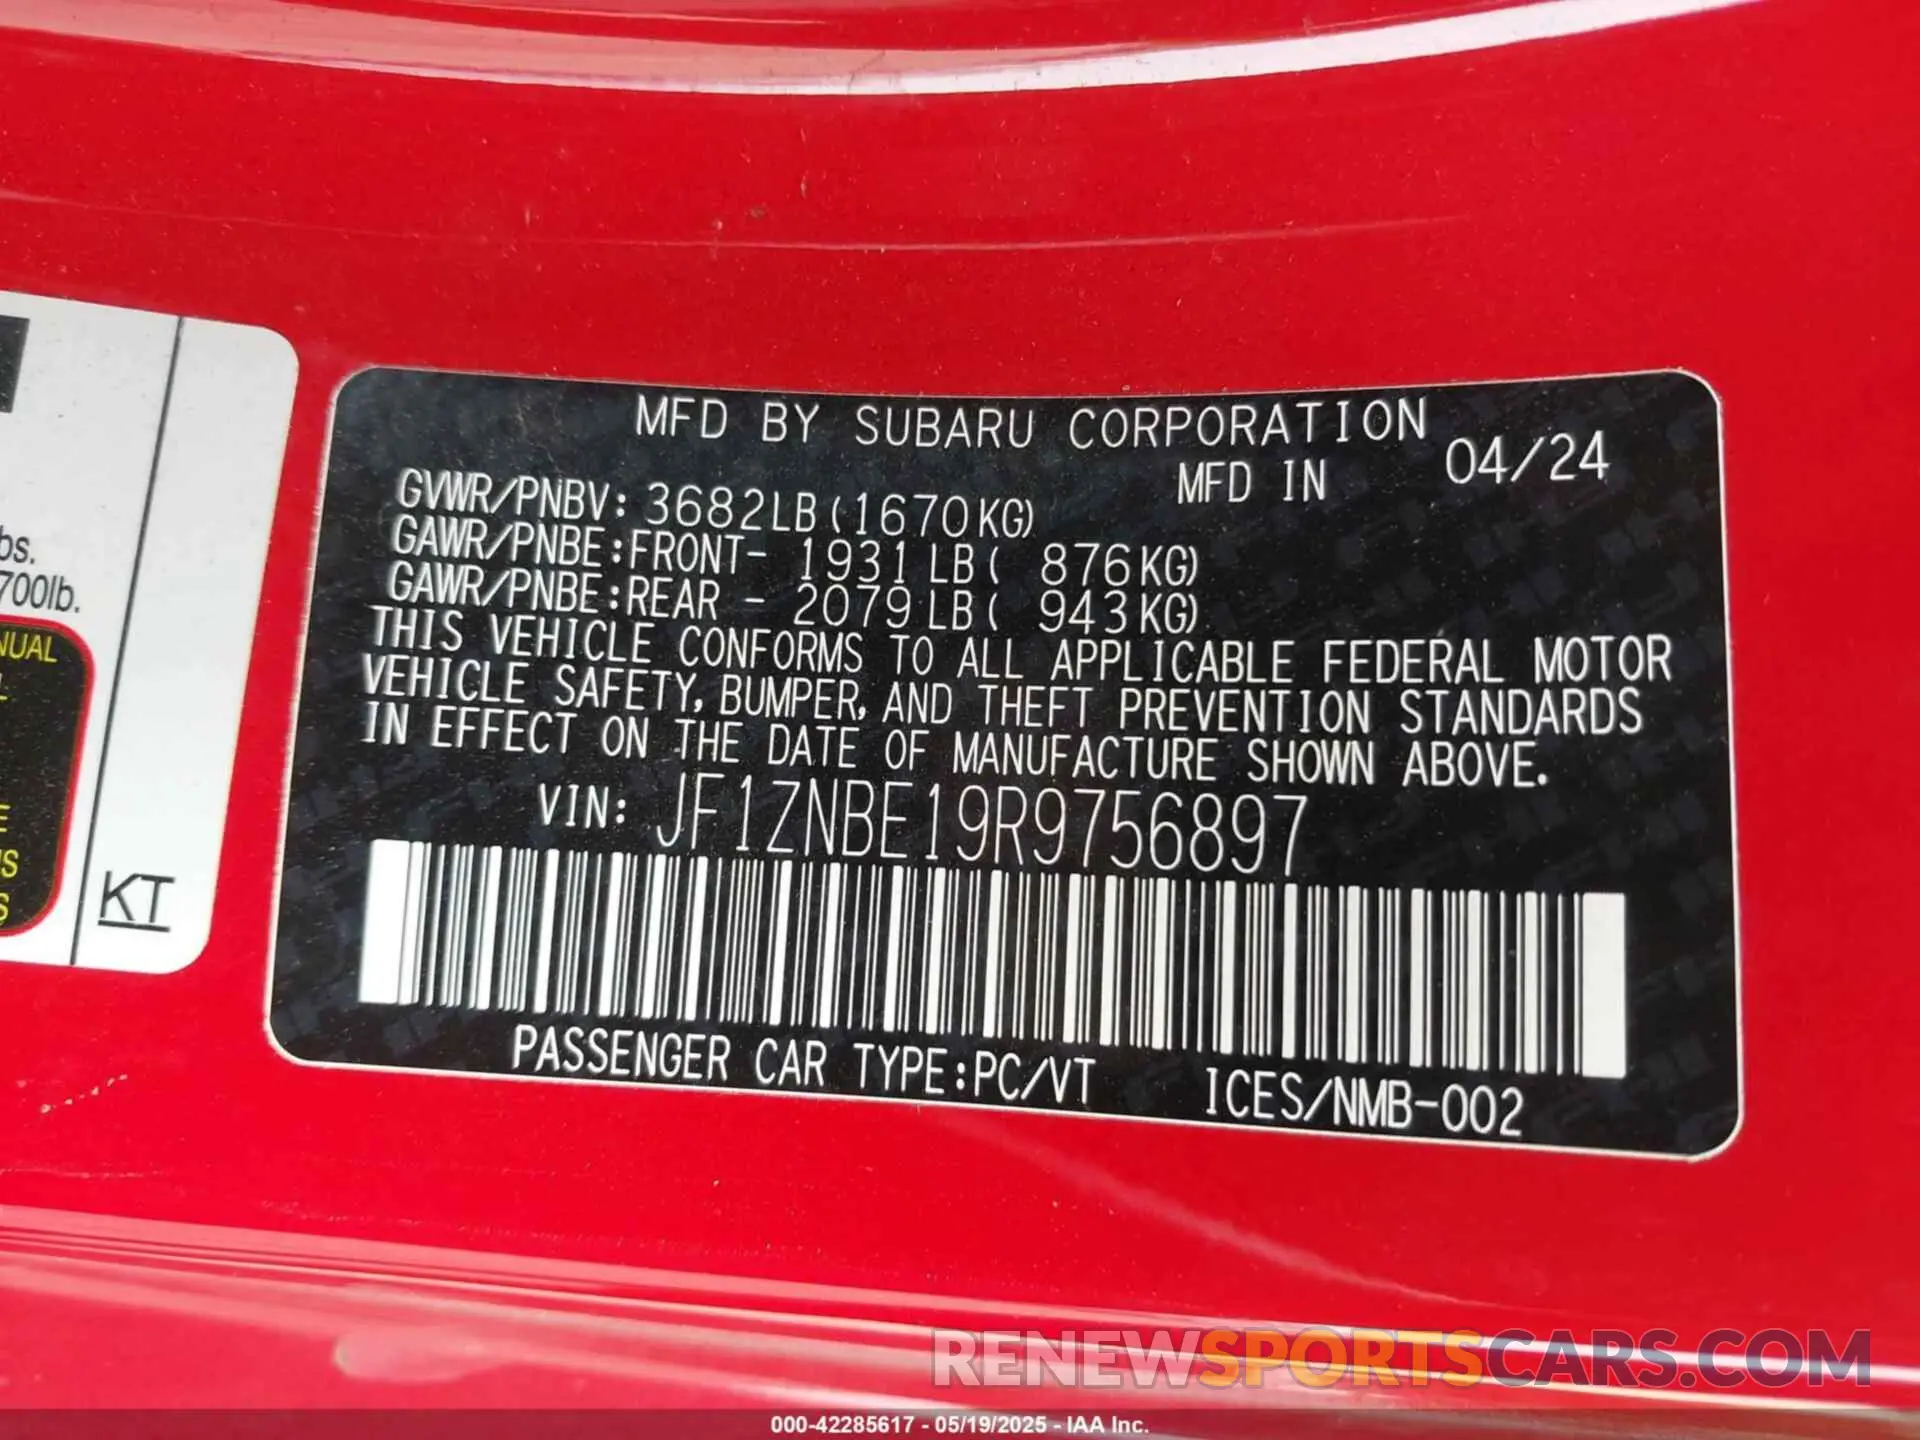 MFD BY SUBARU CORPORATION
MFD IN 04/24
GVWR/PNBV: 3682LB(1670KG)
GAWR/PNBE:FRONT- 1931LB( 876KG)
GAWR/PNBE:REAR - 2079LB( 943KG)
THIS VEHICLE CONFORMS TO ALL APPLICABLE FEDERAL MOTOR
VEHICLE SAFETY, BUMPER, AND THEFT PREVENTION STANDARDS
IN EFFECT ON THE DATE OF MANUFACTURE SHOWN ABOVE.
VIN: JF1ZNBE19R9756897
PASSENGER CAR TYPE:PC/VT ICES/NMB-002
700lb.
KT
RENEWSPORTSCARS.COM
000-42285617 - 05/19/2025 - IAA Inc.